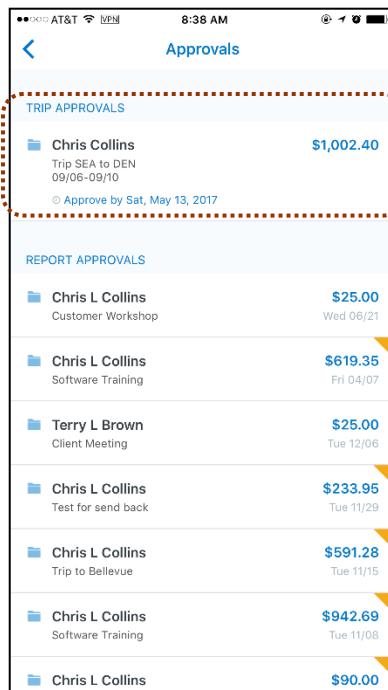 AT&T VPN 8:38 AM
Approvals
TRIP APPROVALS
Chris Collins $1,002.40
Trip SEA to DEN
09/06-09/10
Approve by Sat, May 13, 2017
REPORT APPROVALS
Chris L Collins $25.00
Customer Workshop Wed 06/21
Chris L Collins $619.35
Software Training Fri 04/07
Terry L Brown $25.00
Client Meeting Tue 12/06
Chris L Collins $233.95
Test for send back Tue 11/29
Chris L Collins $591.28
Trip to Bellevue Tue 11/15
Chris L Collins $942.69
Software Training Tue 11/08
Chris L Collins $90.00